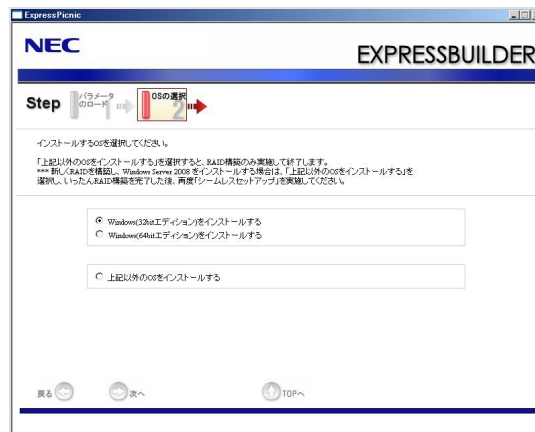 ExpressPicnic
NEC
EXPRESSBUILDER
Step
パラメータ
のロード
1
OSの選択
2
インストールするOSを選択してください。
「上記以外のOSをインストールする」を選択すると、RAID構築のみ実施して終了します。
*** 新しくRAIDを構築し、Windows Server 2008 をインストールする場合は、「上記以外のOSをインストールする」を
選択し、いったんRAID構築を完了した後、再度「シームレスセットアップ」を実施してください。
Windows(32bitエディション)をインストールする
Windows(64bitエディション)をインストールする
上記以外のOSをインストールする
戻る
次へ
TOPへ